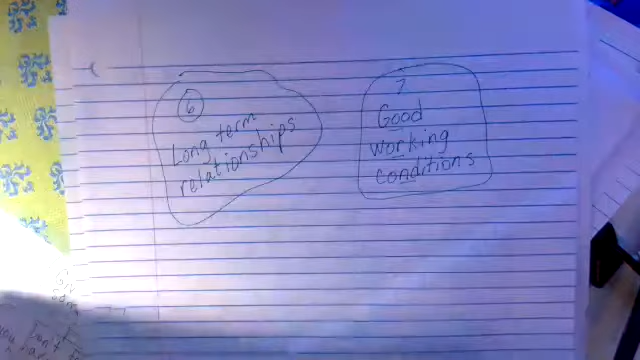 6
Long term
relationships
7
Good
working
conditions